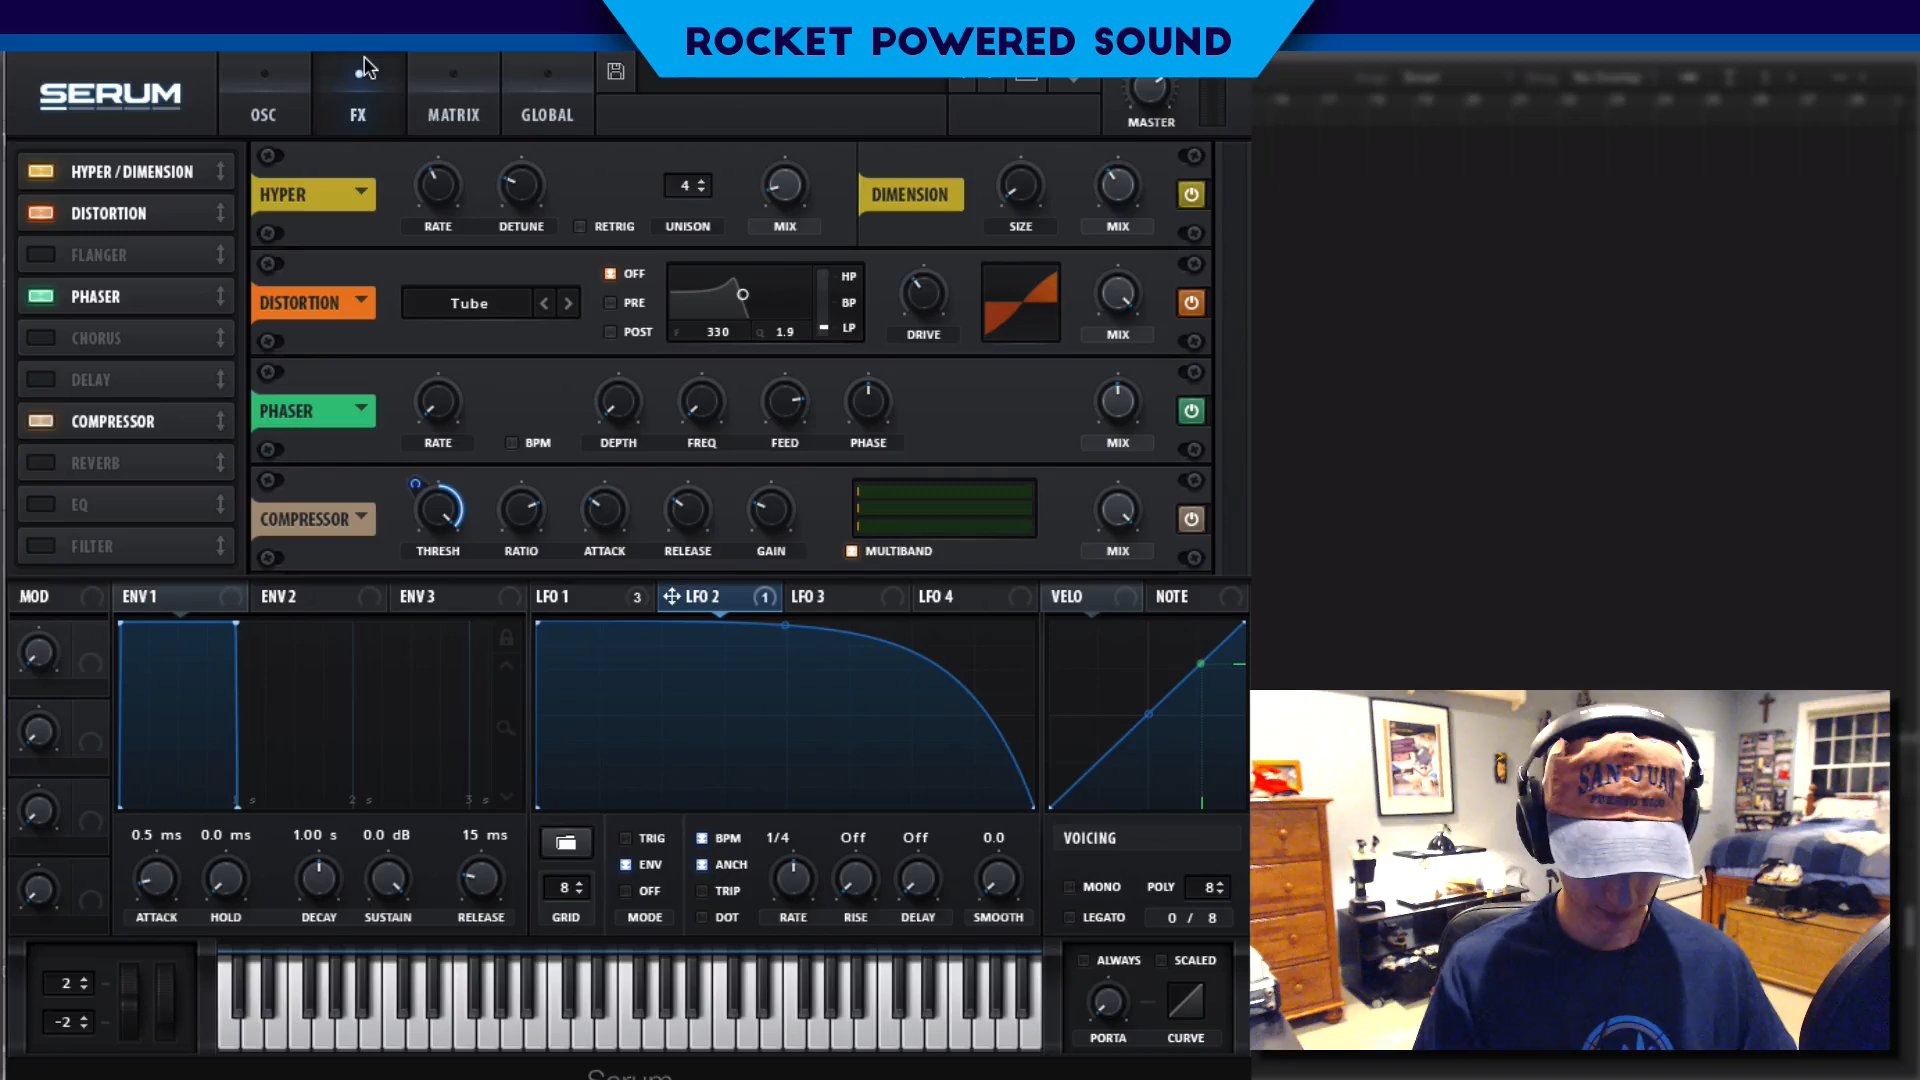 ROCKET POWERED SOUND
SERUM
OSC
FX
MATRIX
GLOBAL
MASTER
HYPER / DIMENSION
DISTORTION
FLANGER
PHASER
CHORUS
DELAY
COMPRESSOR
REVERB
EQ
FILTER
HYPER
RATE
DETUNE
RETRIG
4
UNISON
MIX
DIMENSION
SIZE
MIX
DISTORTION
Tube
OFF
PRE
POST
F 330 Q 1.9
HP
BP
LP
DRIVE
MIX
PHASER
RATE
BPM
DEPTH
FREQ
FEED
PHASE
MIX
COMPRESSOR
THRESH
RATIO
ATTACK
RELEASE
GAIN
MULTIBAND
MIX
MOD
ENV 1
ENV 2
ENV 3
LFO 1 3
LFO 2 1
LFO 3
LFO 4
VELO
NOTE
s 2 s 3 s
0.5 ms
0.0 ms
1.00 s
0.0 dB
15 ms
ATTACK
HOLD
DECAY
SUSTAIN
RELEASE
8
GRID
TRIG
ENV
OFF
MODE
BPM
ANCH
TRIP
DOT
1/4
Off
Off
0.0
RATE
RISE
DELAY
SMOOTH
VOICING
MONO
POLY 8
LEGATO
0 / 8
2
-2
ALWAYS
SCALED
PORTA
CURVE
Serum
SAN JUAN
PUERTO RICO